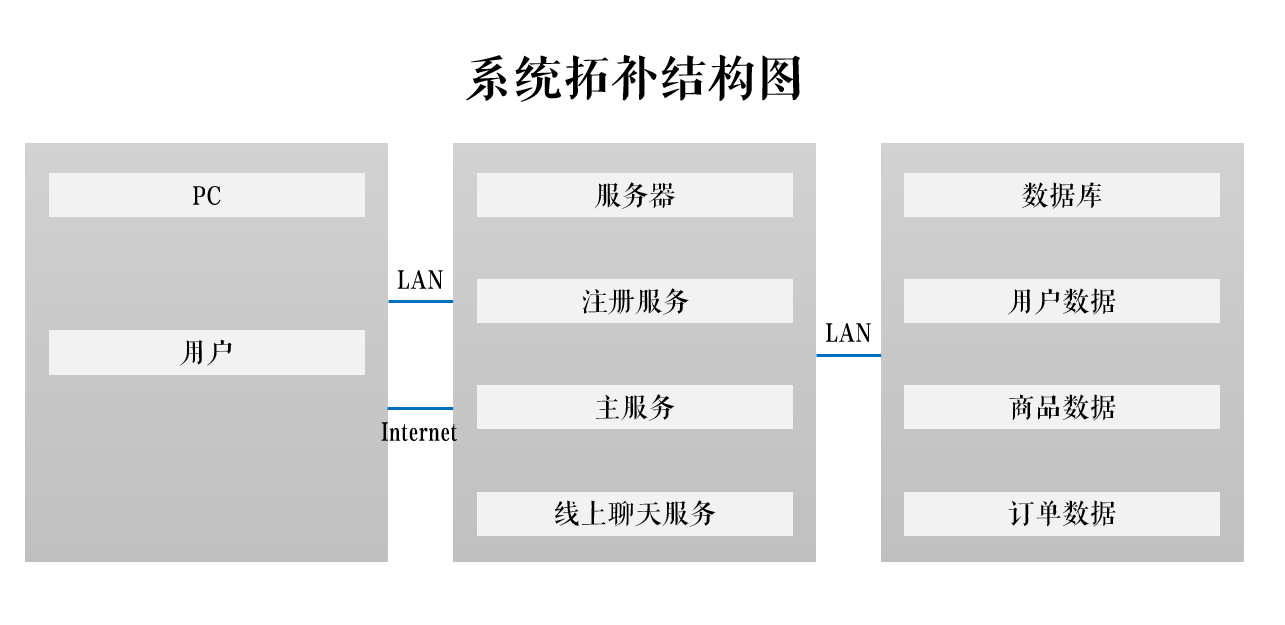 系统拓补结构图
PC
用户
LAN
Internet
服务器
注册服务
主服务
线上聊天服务
LAN
数据库
用户数据
商品数据
订单数据